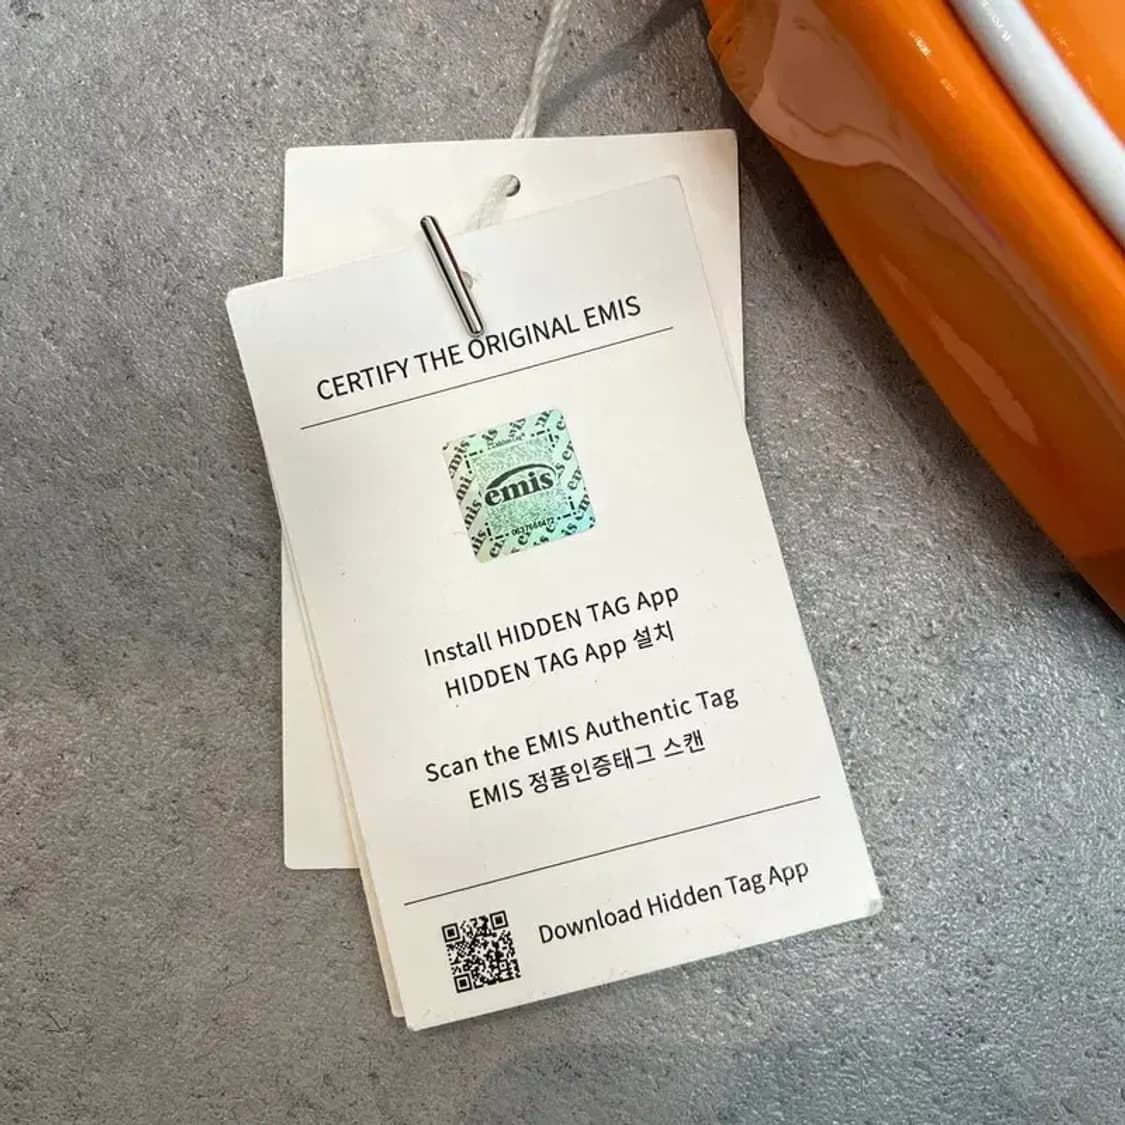 CERTIFY THE ORIGINAL EMIS
emis
Install HIDDEN TAG App
HIDDEN TAG App 설치
Scan the EMIS Authentic Tag
EMIS 정품인증태그 스캔
Download Hidden Tag App